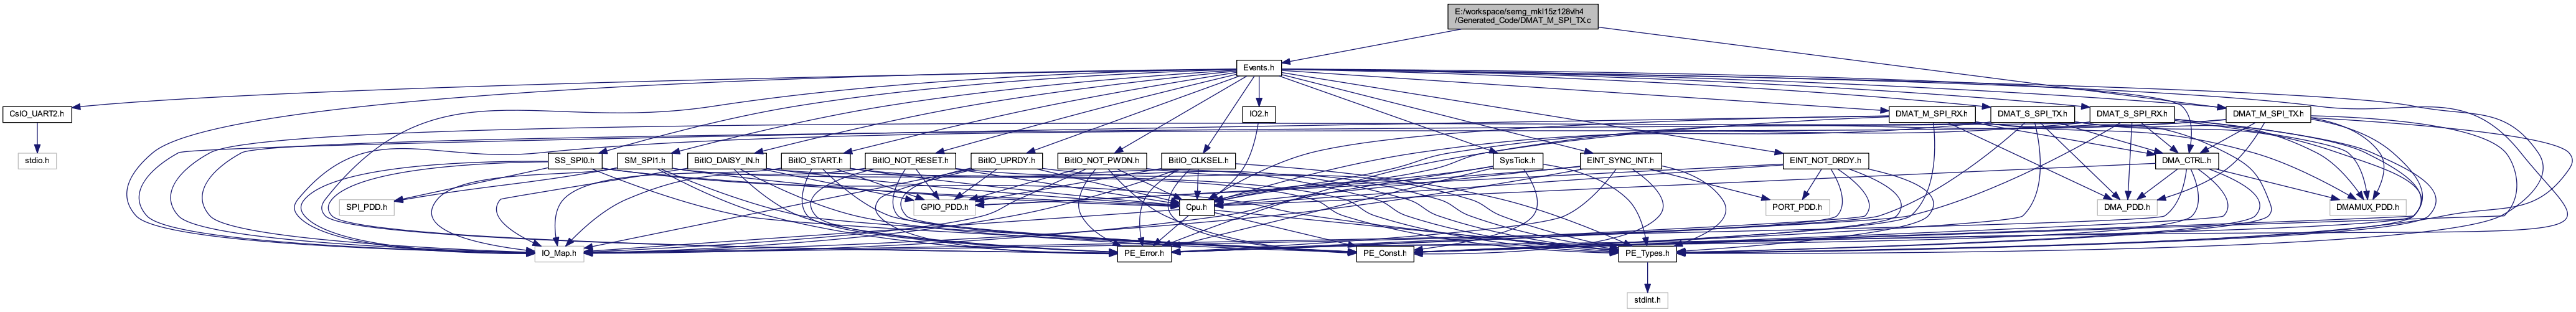 E:/workspace/semg_mkl15z128vlh4
/Generated_Code/DMAT_M_SPI_TX.c
Events.h
CsIO_UART2.h
IO2.h
DMAT_M_SPI_RX.h
DMAT_S_SPI_TX.h
DMAT_S_SPI_RX.h
DMAT_M_SPI_TX.h
stdio.h
SS_SPI0.h
SM_SPI1.h
BitIO_DAISY_IN.h
BitIO_START.h
BitIO_NOT_RESET.h
BitIO_UPRDY.h
BitIO_NOT_PWDN.h
BitIO_CLKSEL.h
SysTick.h
EINT_SYNC_INT.h
EINT_NOT_DRDY.h
DMA_CTRL.h
SPI_PDD.h
GPIO_PDD.h
Cpu.h
PORT_PDD.h
DMA_PDD.h
DMAMUX_PDD.h
IO_Map.h
PE_Error.h
PE_Const.h
PE_Types.h
stdint.h